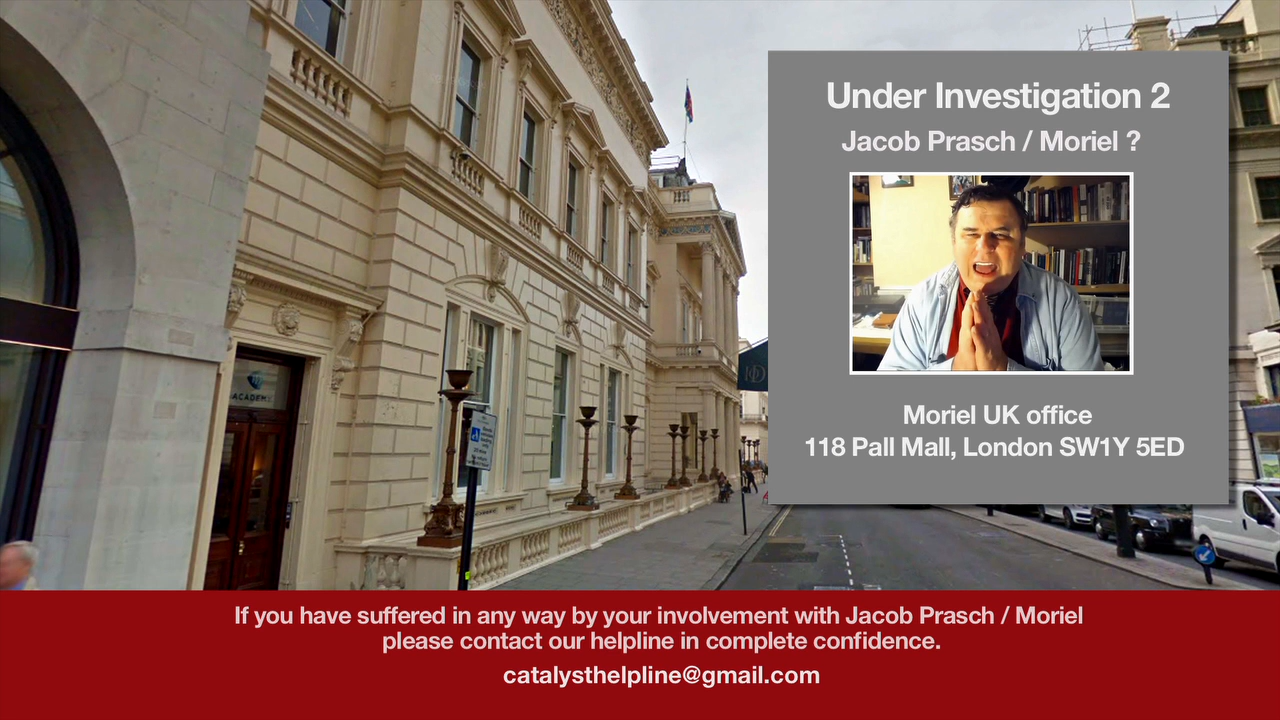 Under Investigation 2
Jacob Prasch / Moriel ?
Moriel UK office
118 Pall Mall, London SW1Y 5ED
ACADEMY
IOD
If you have suffered in any way by your involvement with Jacob Prasch / Moriel
please contact our helpline in complete confidence.
catalysthelpline@gmail.com